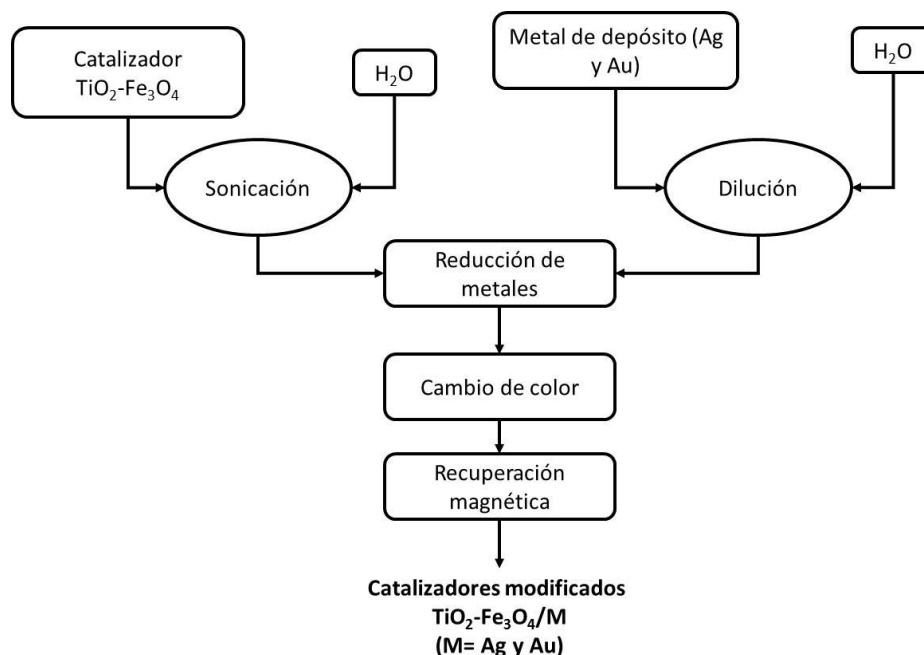 Catalizador
TiO₂-Fe₃O₄
H₂O
Metal de depósito (Ag
y Au)
H₂O
Sonicación
Dilución
Reducción de
metales
Cambio de color
Recuperación
magnética
Catalizadores modificados
TiO₂-Fe₃O₄/M
(M= Ag y Au)